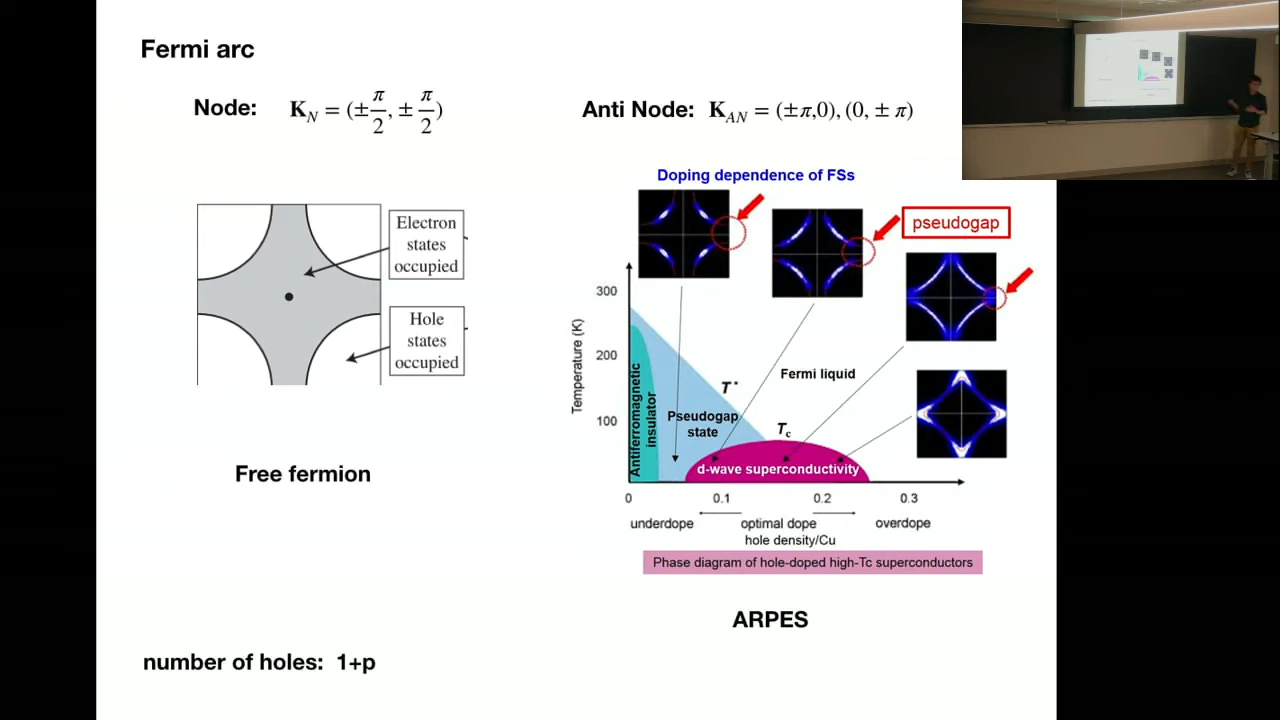 Fermi arc
Node: K_N = (±π/2, ± π/2)
Anti Node: K_AN = (±π,0), (0, ± π)
Electron
states
occupied
Hole
states
occupied
Free fermion
number of holes: 1+p
Doping dependence of FSs
pseudogap
300
200
100
Temperature (K)
Antiferromagnetic
insulator
T*
Fermi liquid
Pseudogap
state
Tc
d-wave superconductivity
0 0.1 0.2 0.3
underdope optimal dope overdope
hole density/Cu
Phase diagram of hole-doped high-Tc superconductors
ARPES